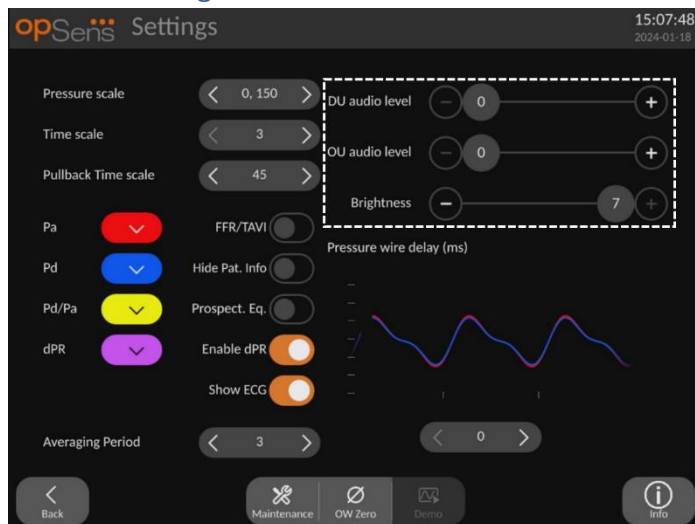 opSens Settings
15:07:48
2024-01-18
Pressure scale
0, 150
Time scale
3
Pullback Time scale
45
DU audio level
0
OU audio level
0
Brightness
7
Pa
Pd
Pd/Pa
dPR
FFR/TAVI
Hide Pat. Info
Prospect. Eq.
Enable dPR
Show ECG
Averaging Period
3
Pressure wire delay (ms)
0
Back
Maintenance
OW Zero
Demo
Info